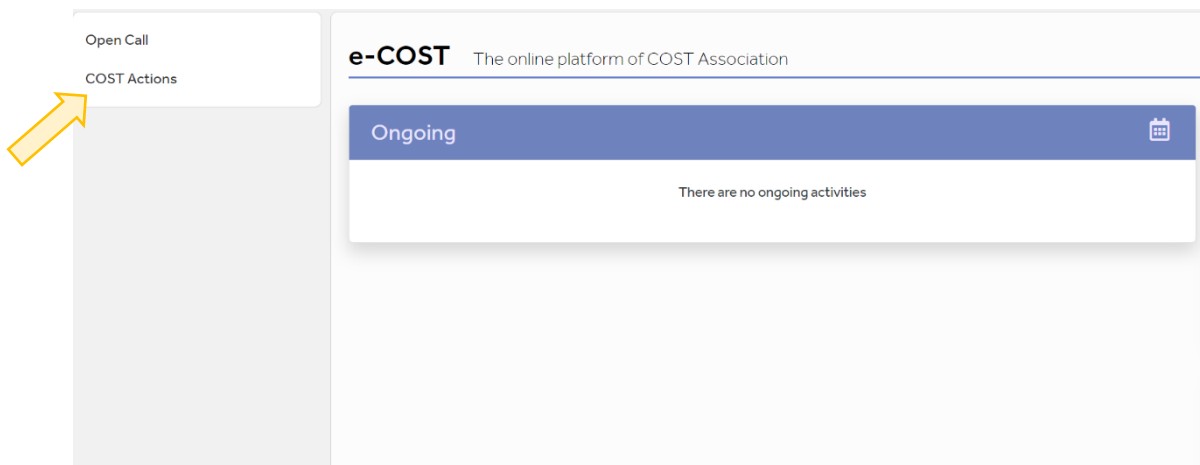 Open Call
COST Actions
e-COST The online platform of COST Association
Ongoing
There are no ongoing activities